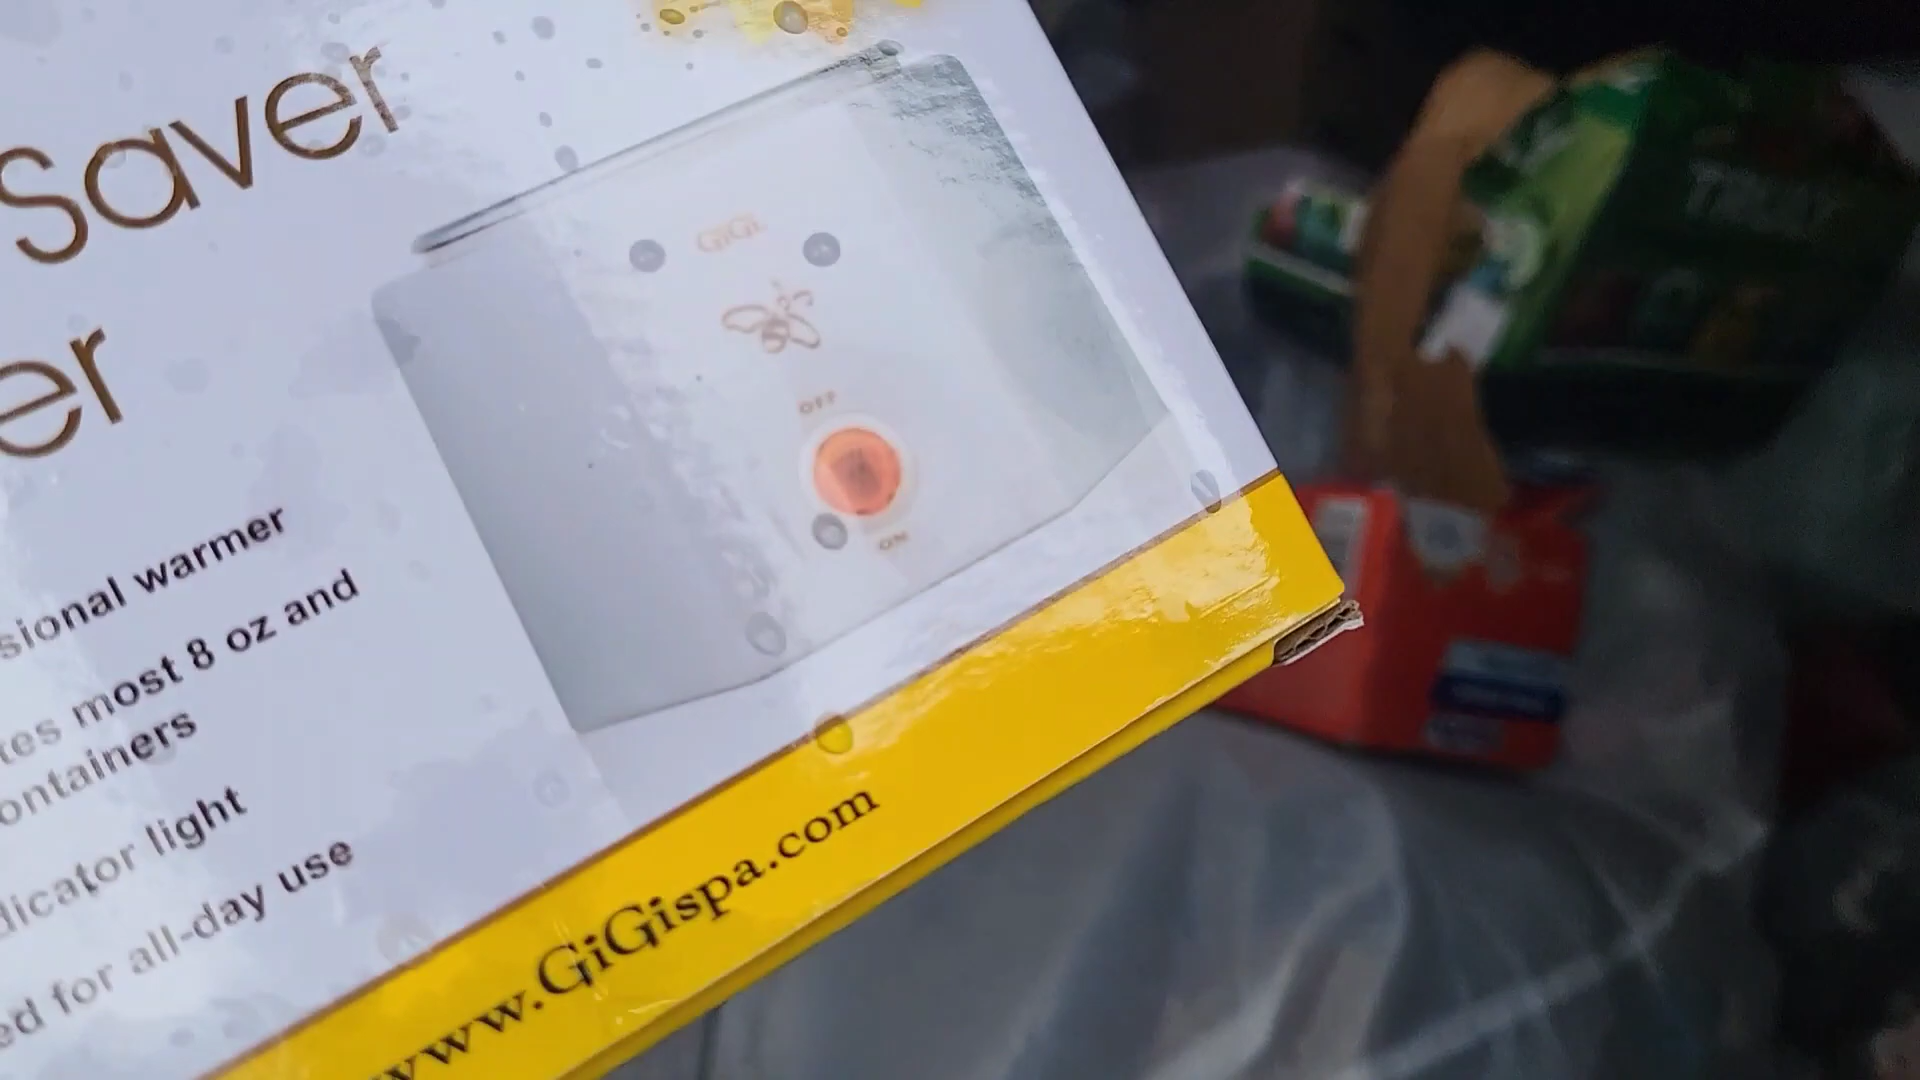 Saver
er
GiGi
OFF
ON
sional warmer
tes most 8 oz and
ontainers
dicator light
ed for all-day use
www.GiGispa.com